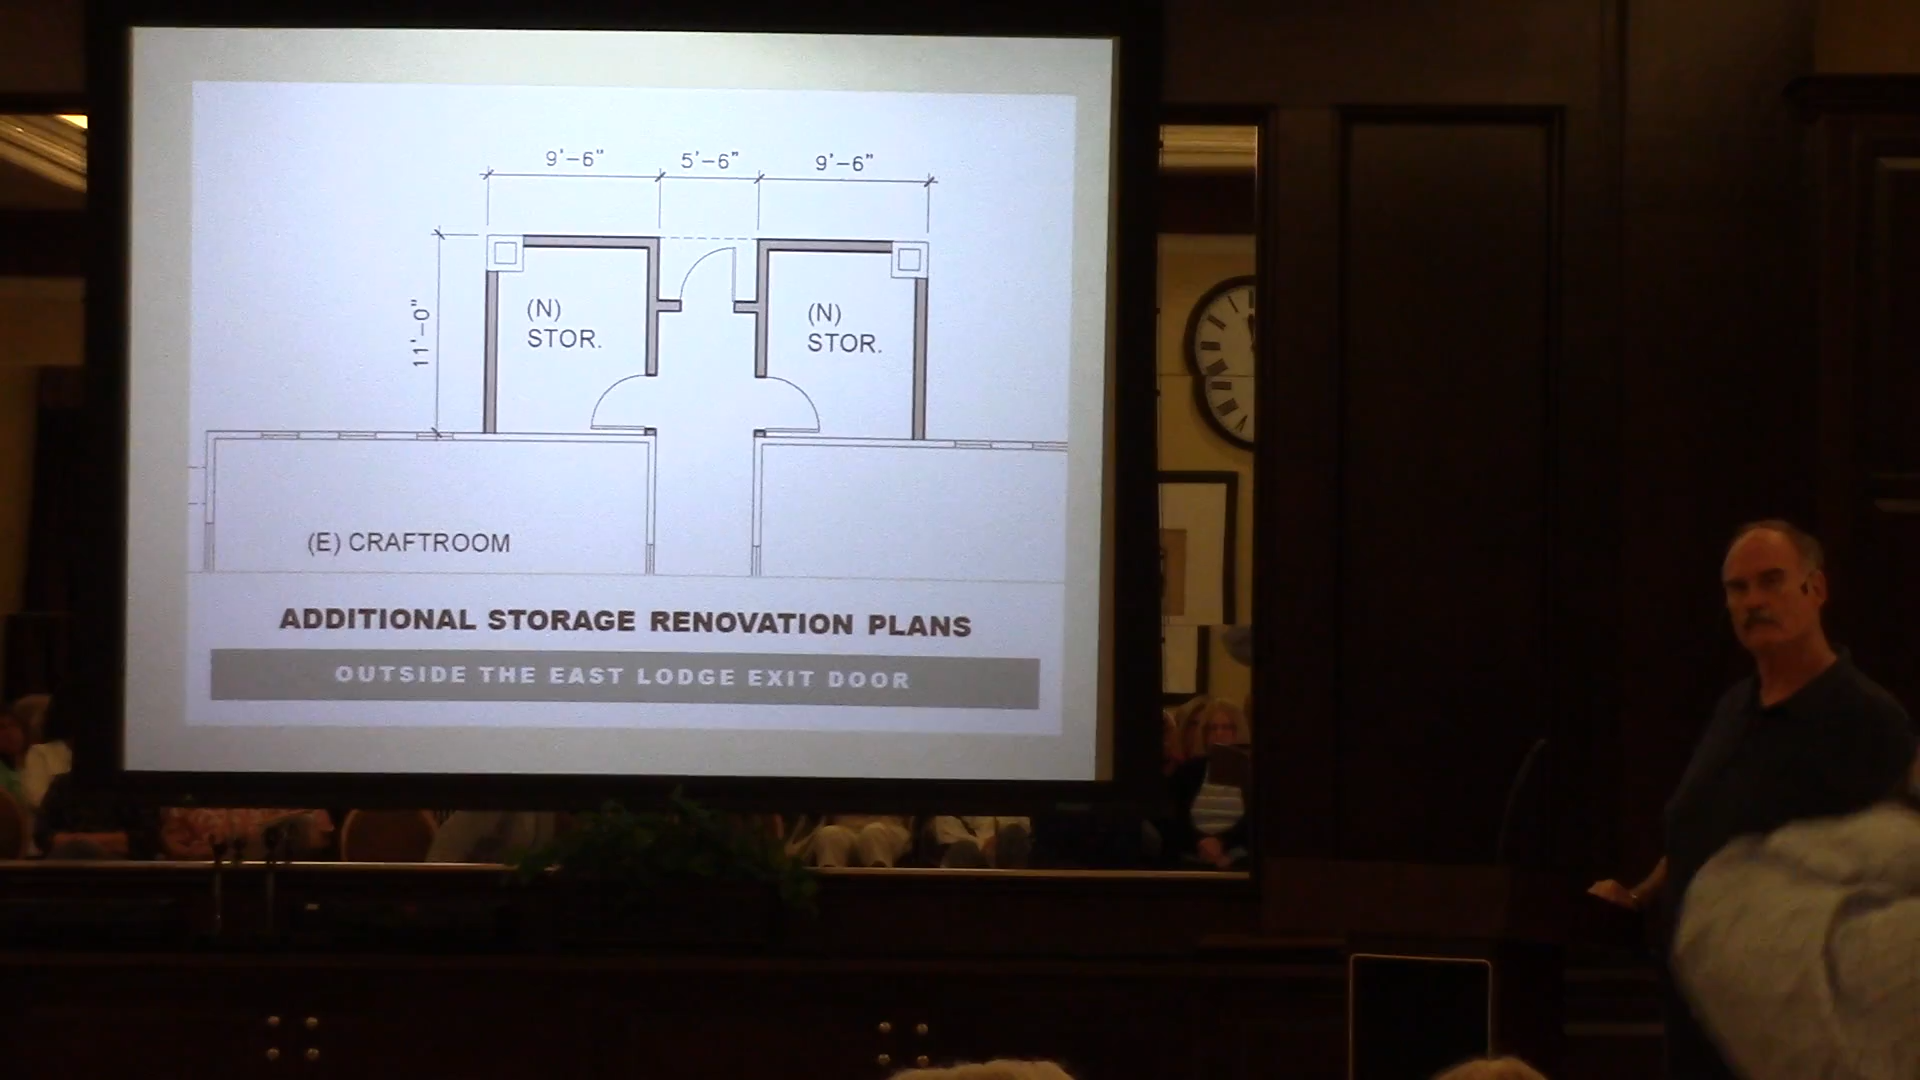 9'-6" 5'-6" 9'-6"
11'-0"
(N)
STOR.
(N)
STOR.
(E) CRAFTROOM
ADDITIONAL STORAGE RENOVATION PLANS
OUTSIDE THE EAST LODGE EXIT DOOR